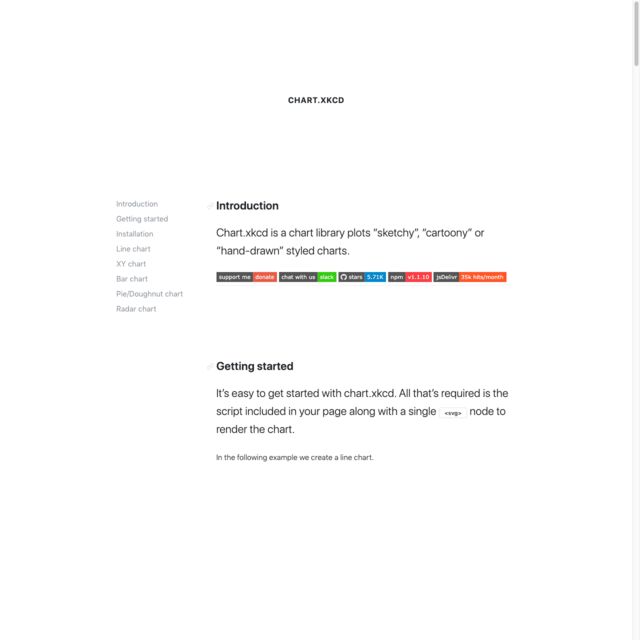 CHART.XKCD
Introduction
Getting started
Installation
Line chart
XY chart
Bar chart
Pie/Doughnut chart
Radar chart
Introduction
Chart.xkcd is a chart library plots “sketchy”, “cartoony” or
“hand-drawn” styled charts.
support me donate chat with us slack stars 5.71K npm v1.1.10 jsDelivr 35k hits/month
Getting started
It’s easy to get started with chart.xkcd. All that’s required is the
script included in your page along with a single <svg> node to
render the chart.
In the following example we create a line chart.